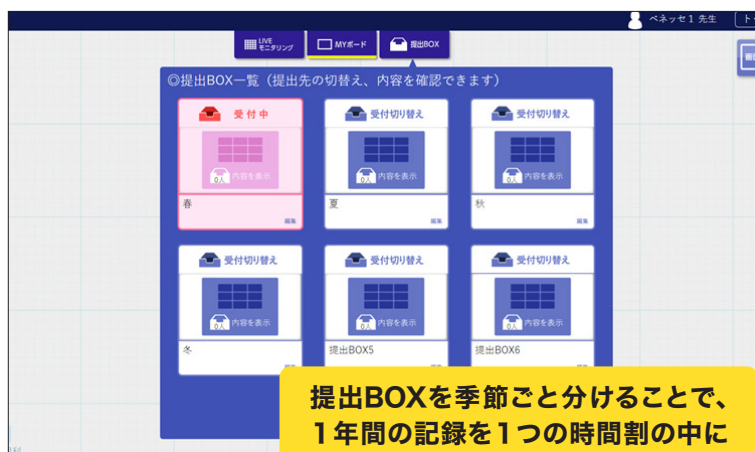 ベネッセ1 先生
LIVE
モニタリング
MYボード
提出BOX
◎提出BOX一覧（提出先の切替え、内容を確認できます）
受付中
受付切り替え
受付切り替え
0人 内容を表示
0人 内容を表示
0人 内容を表示
春
夏
秋
編集
編集
編集
受付切り替え
受付切り替え
受付切り替え
0人 内容を表示
0人 内容を表示
0人 内容を表示
冬
提出BOX5
提出BOX6
提出BOXを季節ごと分けることで、
1年間の記録を1つの時間割の中に